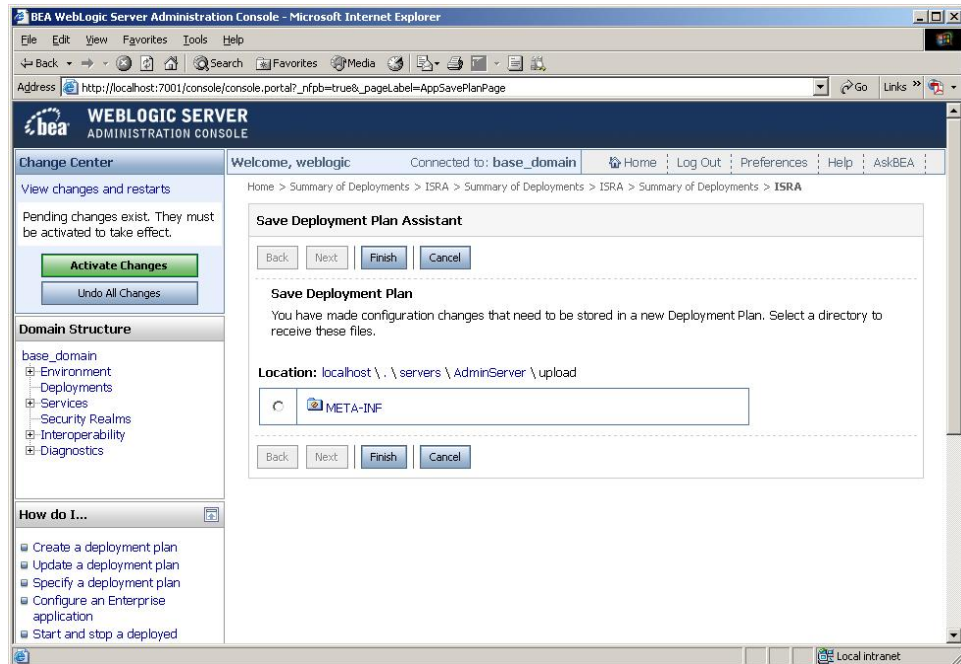 BEA WebLogic Server Administration Console - Microsoft Internet Explorer
File Edit View Favorites Tools Help
Back Search Favorites Media
Address http://localhost:7001/console/console.portal?_nfpb=true&_pageLabel=AppSavePlanPage Go Links »
bea WEBLOGIC SERVER
ADMINISTRATION CONSOLE
Change Center
View changes and restarts
Pending changes exist. They must
be activated to take effect.
Activate Changes
Undo All Changes
Domain Structure
base_domain
Environment
Deployments
Services
Security Realms
Interoperability
Diagnostics
How do I...
Create a deployment plan
Update a deployment plan
Specify a deployment plan
Configure an Enterprise
application
Start and stop a deployed
Welcome, weblogic Connected to: base_domain Home Log Out Preferences Help AskBEA
Home > Summary of Deployments > ISRA > Summary of Deployments > ISRA > Summary of Deployments > ISRA
Save Deployment Plan Assistant
Back Next Finish Cancel
Save Deployment Plan
You have made configuration changes that need to be stored in a new Deployment Plan. Select a directory to
receive these files.
Location: localhost \ . \ servers \ AdminServer \ upload
META-INF
Back Next Finish Cancel
Local intranet